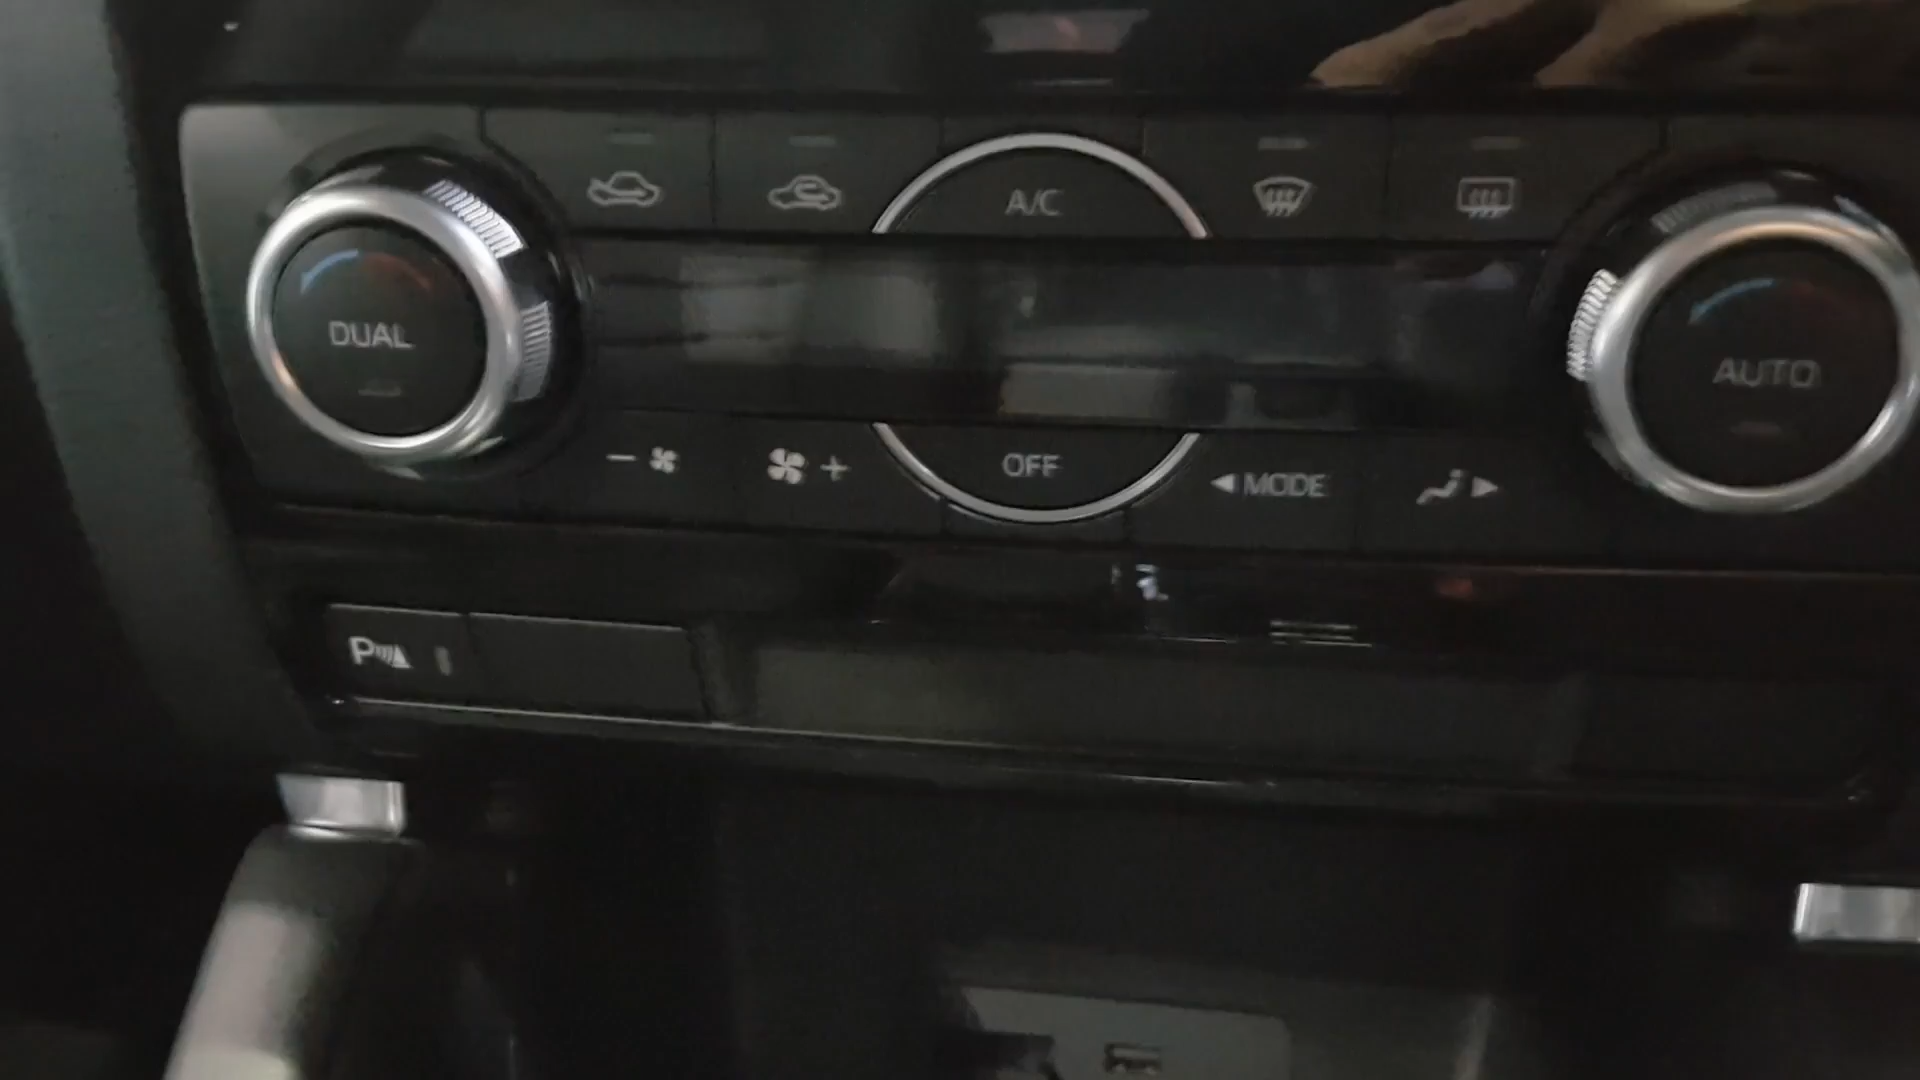 A/C
DUAL
AUTO
− +
OFF
◀ MODE ▶
P